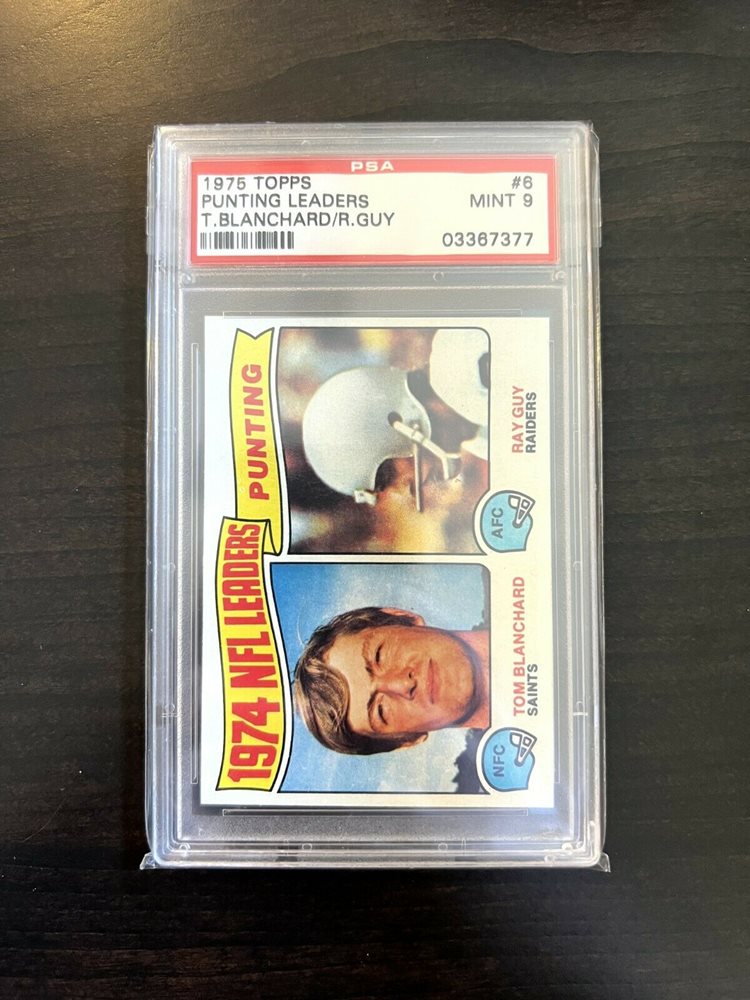 PSA
1975 TOPPS #6
PUNTING LEADERS MINT 9
T.BLANCHARD/R.GUY
03367377
1974 NFL LEADERS
PUNTING
NFC
TOM BLANCHARD
SAINTS
AFC
RAY GUY
RAIDERS